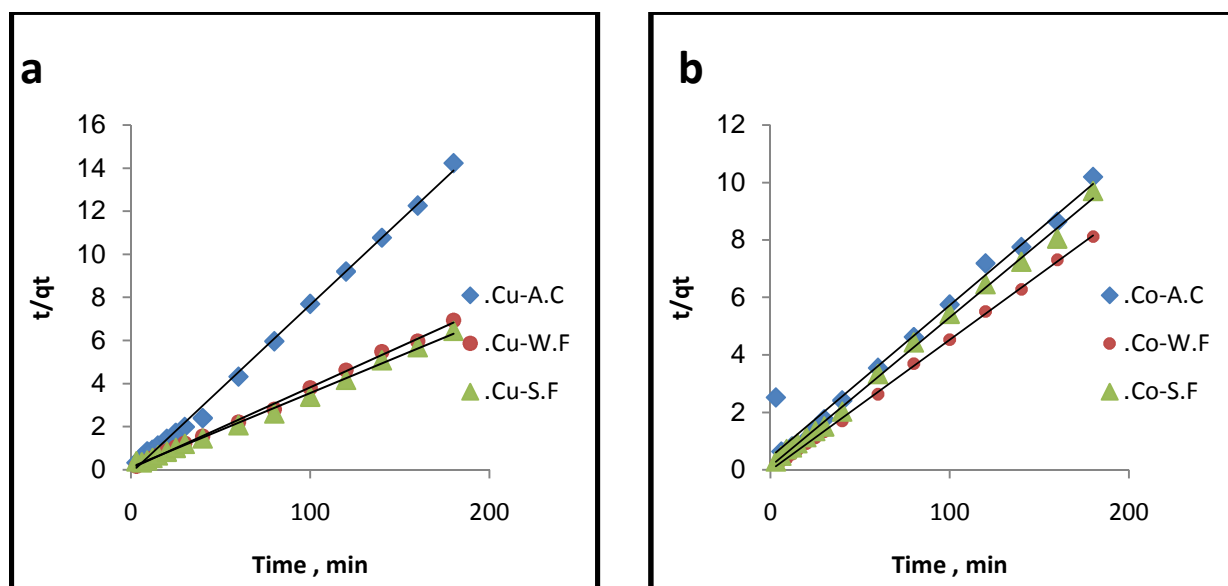 a
16
14
12
10
8
6
4
2
0
0 100 200
t/qt
Time , min
.Cu-A.C
.Cu-W.F
.Cu-S.F
b
12
10
8
6
4
2
0
0 100 200
t/qt
Time , min
.Co-A.C
.Co-W.F
.Co-S.F